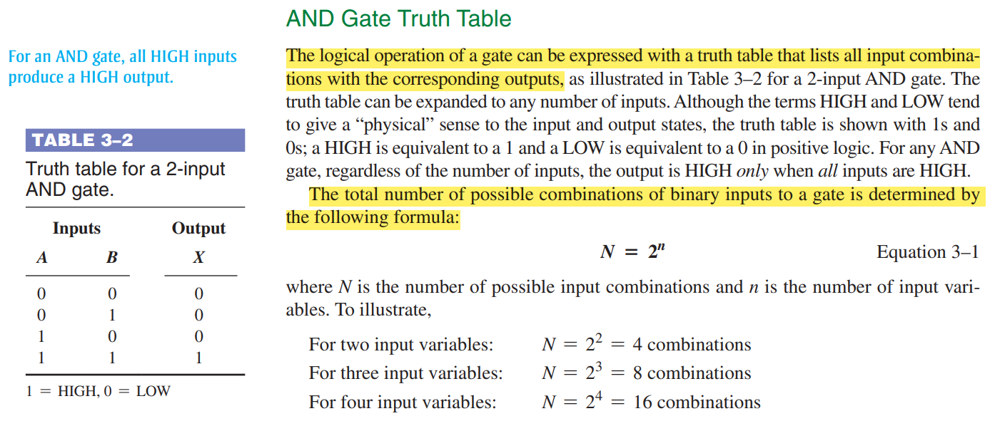 AND Gate Truth Table
For an AND gate, all HIGH inputs
produce a HIGH output.
The logical operation of a gate can be expressed with a truth table that lists all input combina-
tions with the corresponding outputs, as illustrated in Table 3–2 for a 2-input AND gate. The
truth table can be expanded to any number of inputs. Although the terms HIGH and LOW tend
to give a “physical” sense to the input and output states, the truth table is shown with 1s and
0s; a HIGH is equivalent to a 1 and a LOW is equivalent to a 0 in positive logic. For any AND
gate, regardless of the number of inputs, the output is HIGH only when all inputs are HIGH.
The total number of possible combinations of binary inputs to a gate is determined by
the following formula:
N = 2ⁿ Equation 3–1
where N is the number of possible input combinations and n is the number of input vari-
ables. To illustrate,
For two input variables: N = 2² = 4 combinations
For three input variables: N = 2³ = 8 combinations
For four input variables: N = 2⁴ = 16 combinations
TABLE 3–2
Truth table for a 2-input
AND gate.
Inputs Output
A B X
0 0 0
0 1 0
1 0 0
1 1 1
1 = HIGH, 0 = LOW